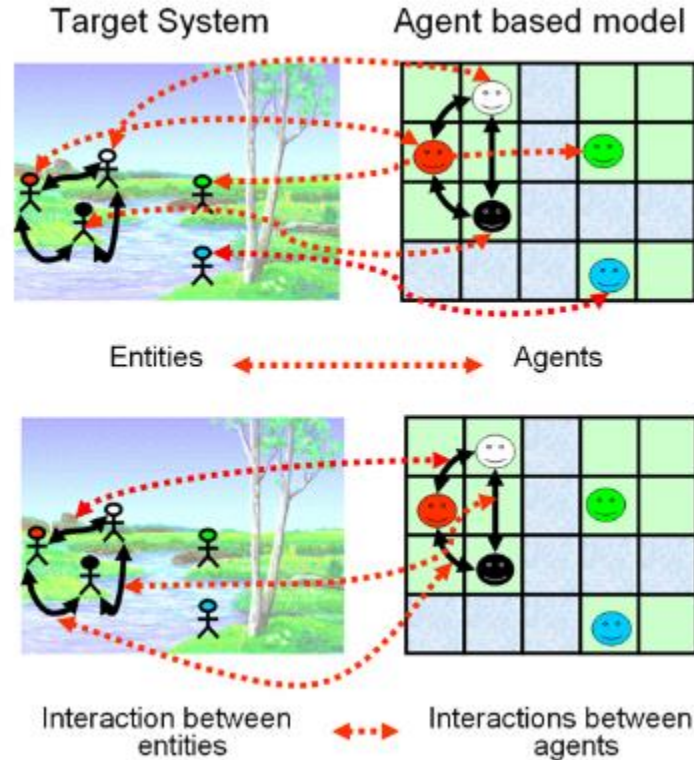 Target System
Agent based model
Entities
Agents
Interaction between
entities
Interactions between
agents